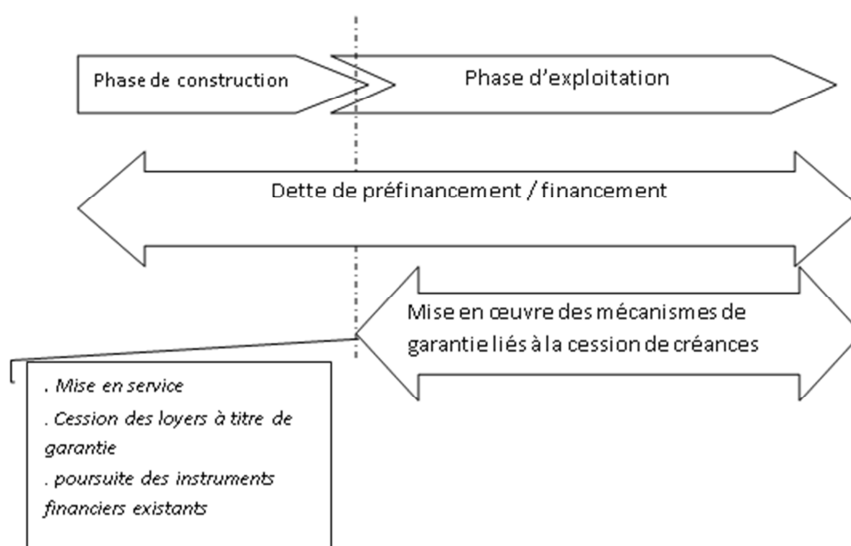 Phase de construction
Phase d'exploitation
Dette de préfinancement / financement
Mise en œuvre des mécanismes de
garantie liés à la cession de créances
. Mise en service
. Cession des loyers à titre de
garantie
. poursuite des instruments
financiers existants